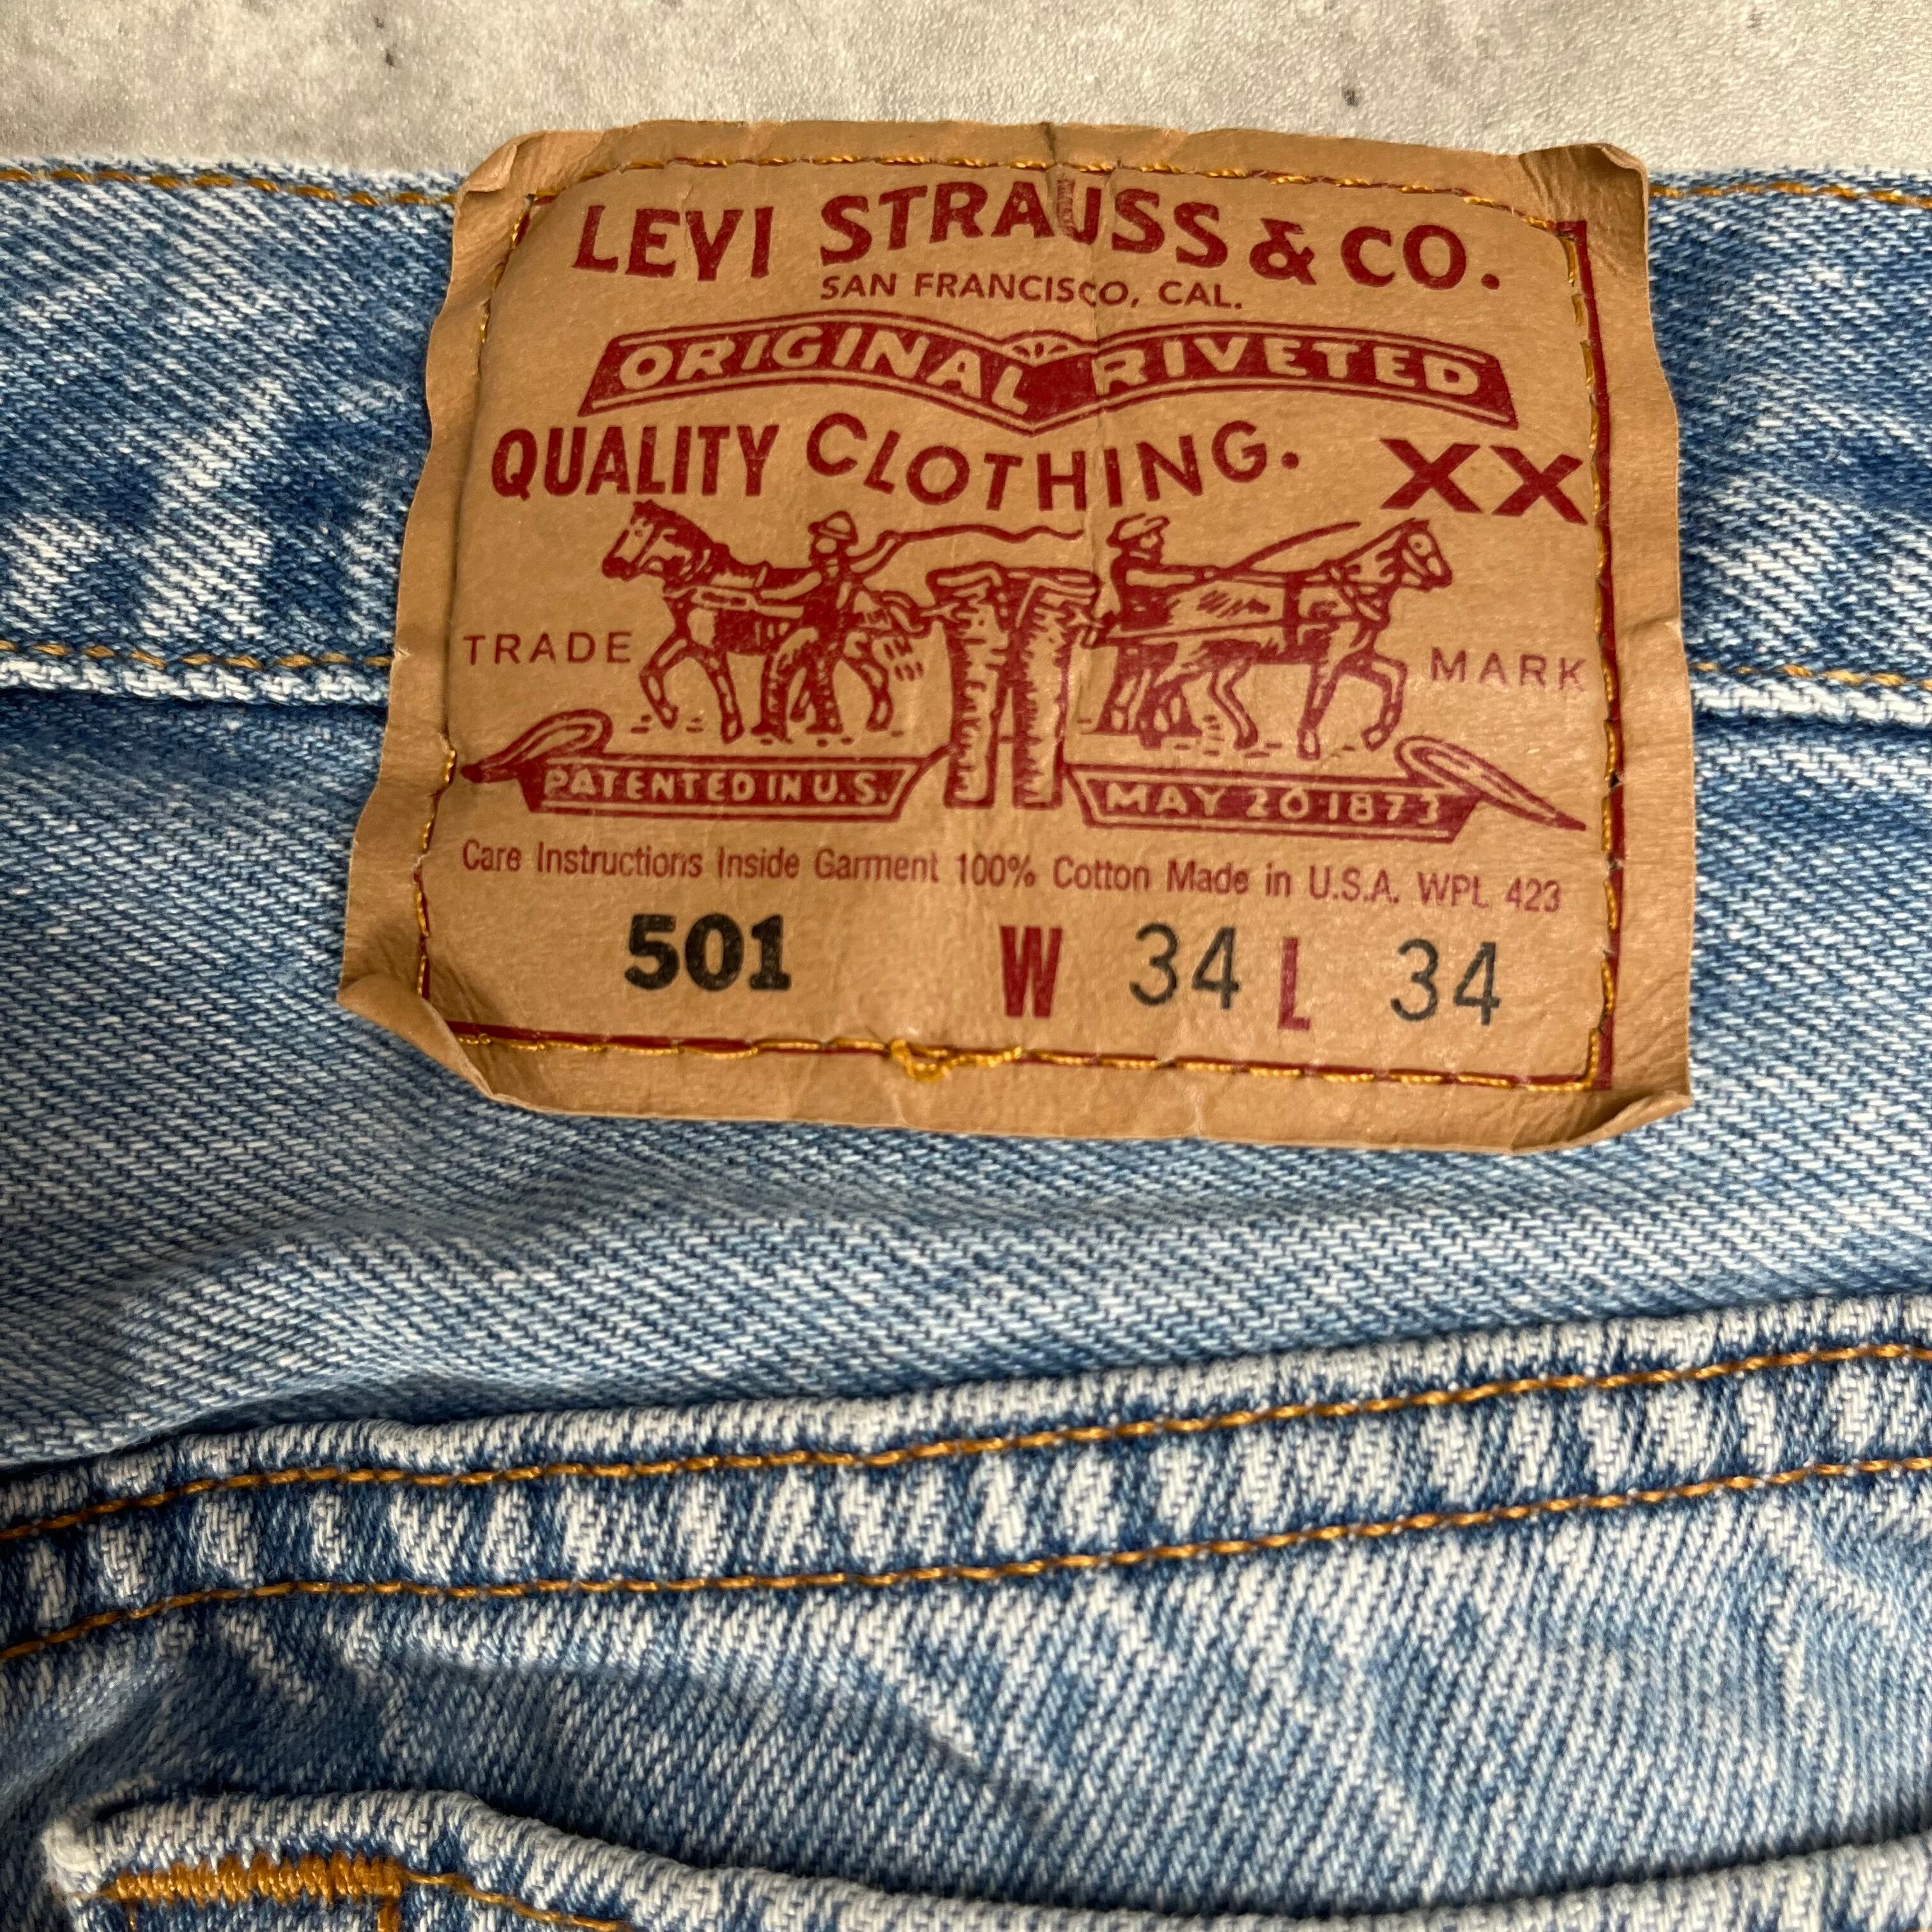 LEVI STRAUSS & CO.
SAN FRANCISCO, CAL.
ORIGINAL RIVETED
QUALITY CLOTHING. XX
TRADE MARK
PATENTED IN U.S. MAY 20 1873
Care Instructions Inside Garment 100% Cotton Made in U.S.A. WPL 423
501 W 34 L 34